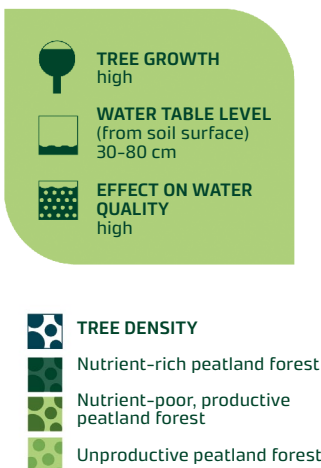 TREE GROWTH
high
WATER TABLE LEVEL
(from soil surface)
30-80 cm
EFFECT ON WATER
QUALITY
high
TREE DENSITY
Nutrient-rich peatland forest
Nutrient-poor, productive
peatland forest
Unproductive peatland forest